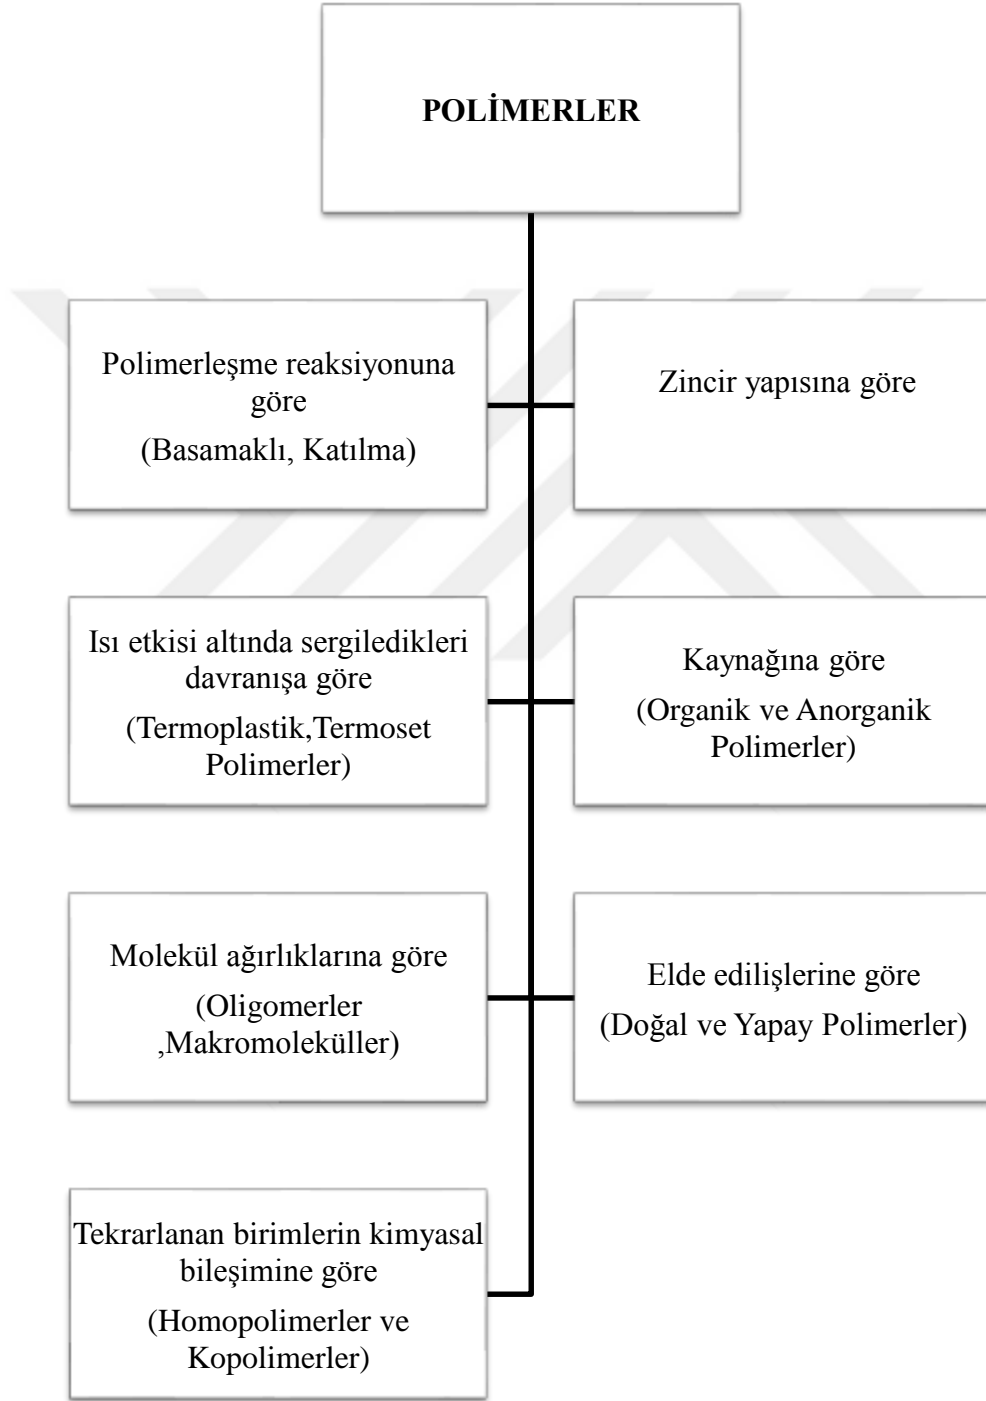 POLİMERLER
Polimerleşme reaksiyonuna
göre
(Basamaklı, Katılma)
Zincir yapısına göre
Isı etkisi altında sergiledikleri
davranışa göre
(Termoplastik,Termoset
Polimerler)
Kaynağına göre
(Organik ve Anorganik
Polimerler)
Molekül ağırlıklarına göre
(Oligomerler
,Makromoleküller)
Elde edilişlerine göre
(Doğal ve Yapay Polimerler)
Tekrarlanan birimlerin kimyasal
bileşimine göre
(Homopolimerler ve
Kopolimerler)